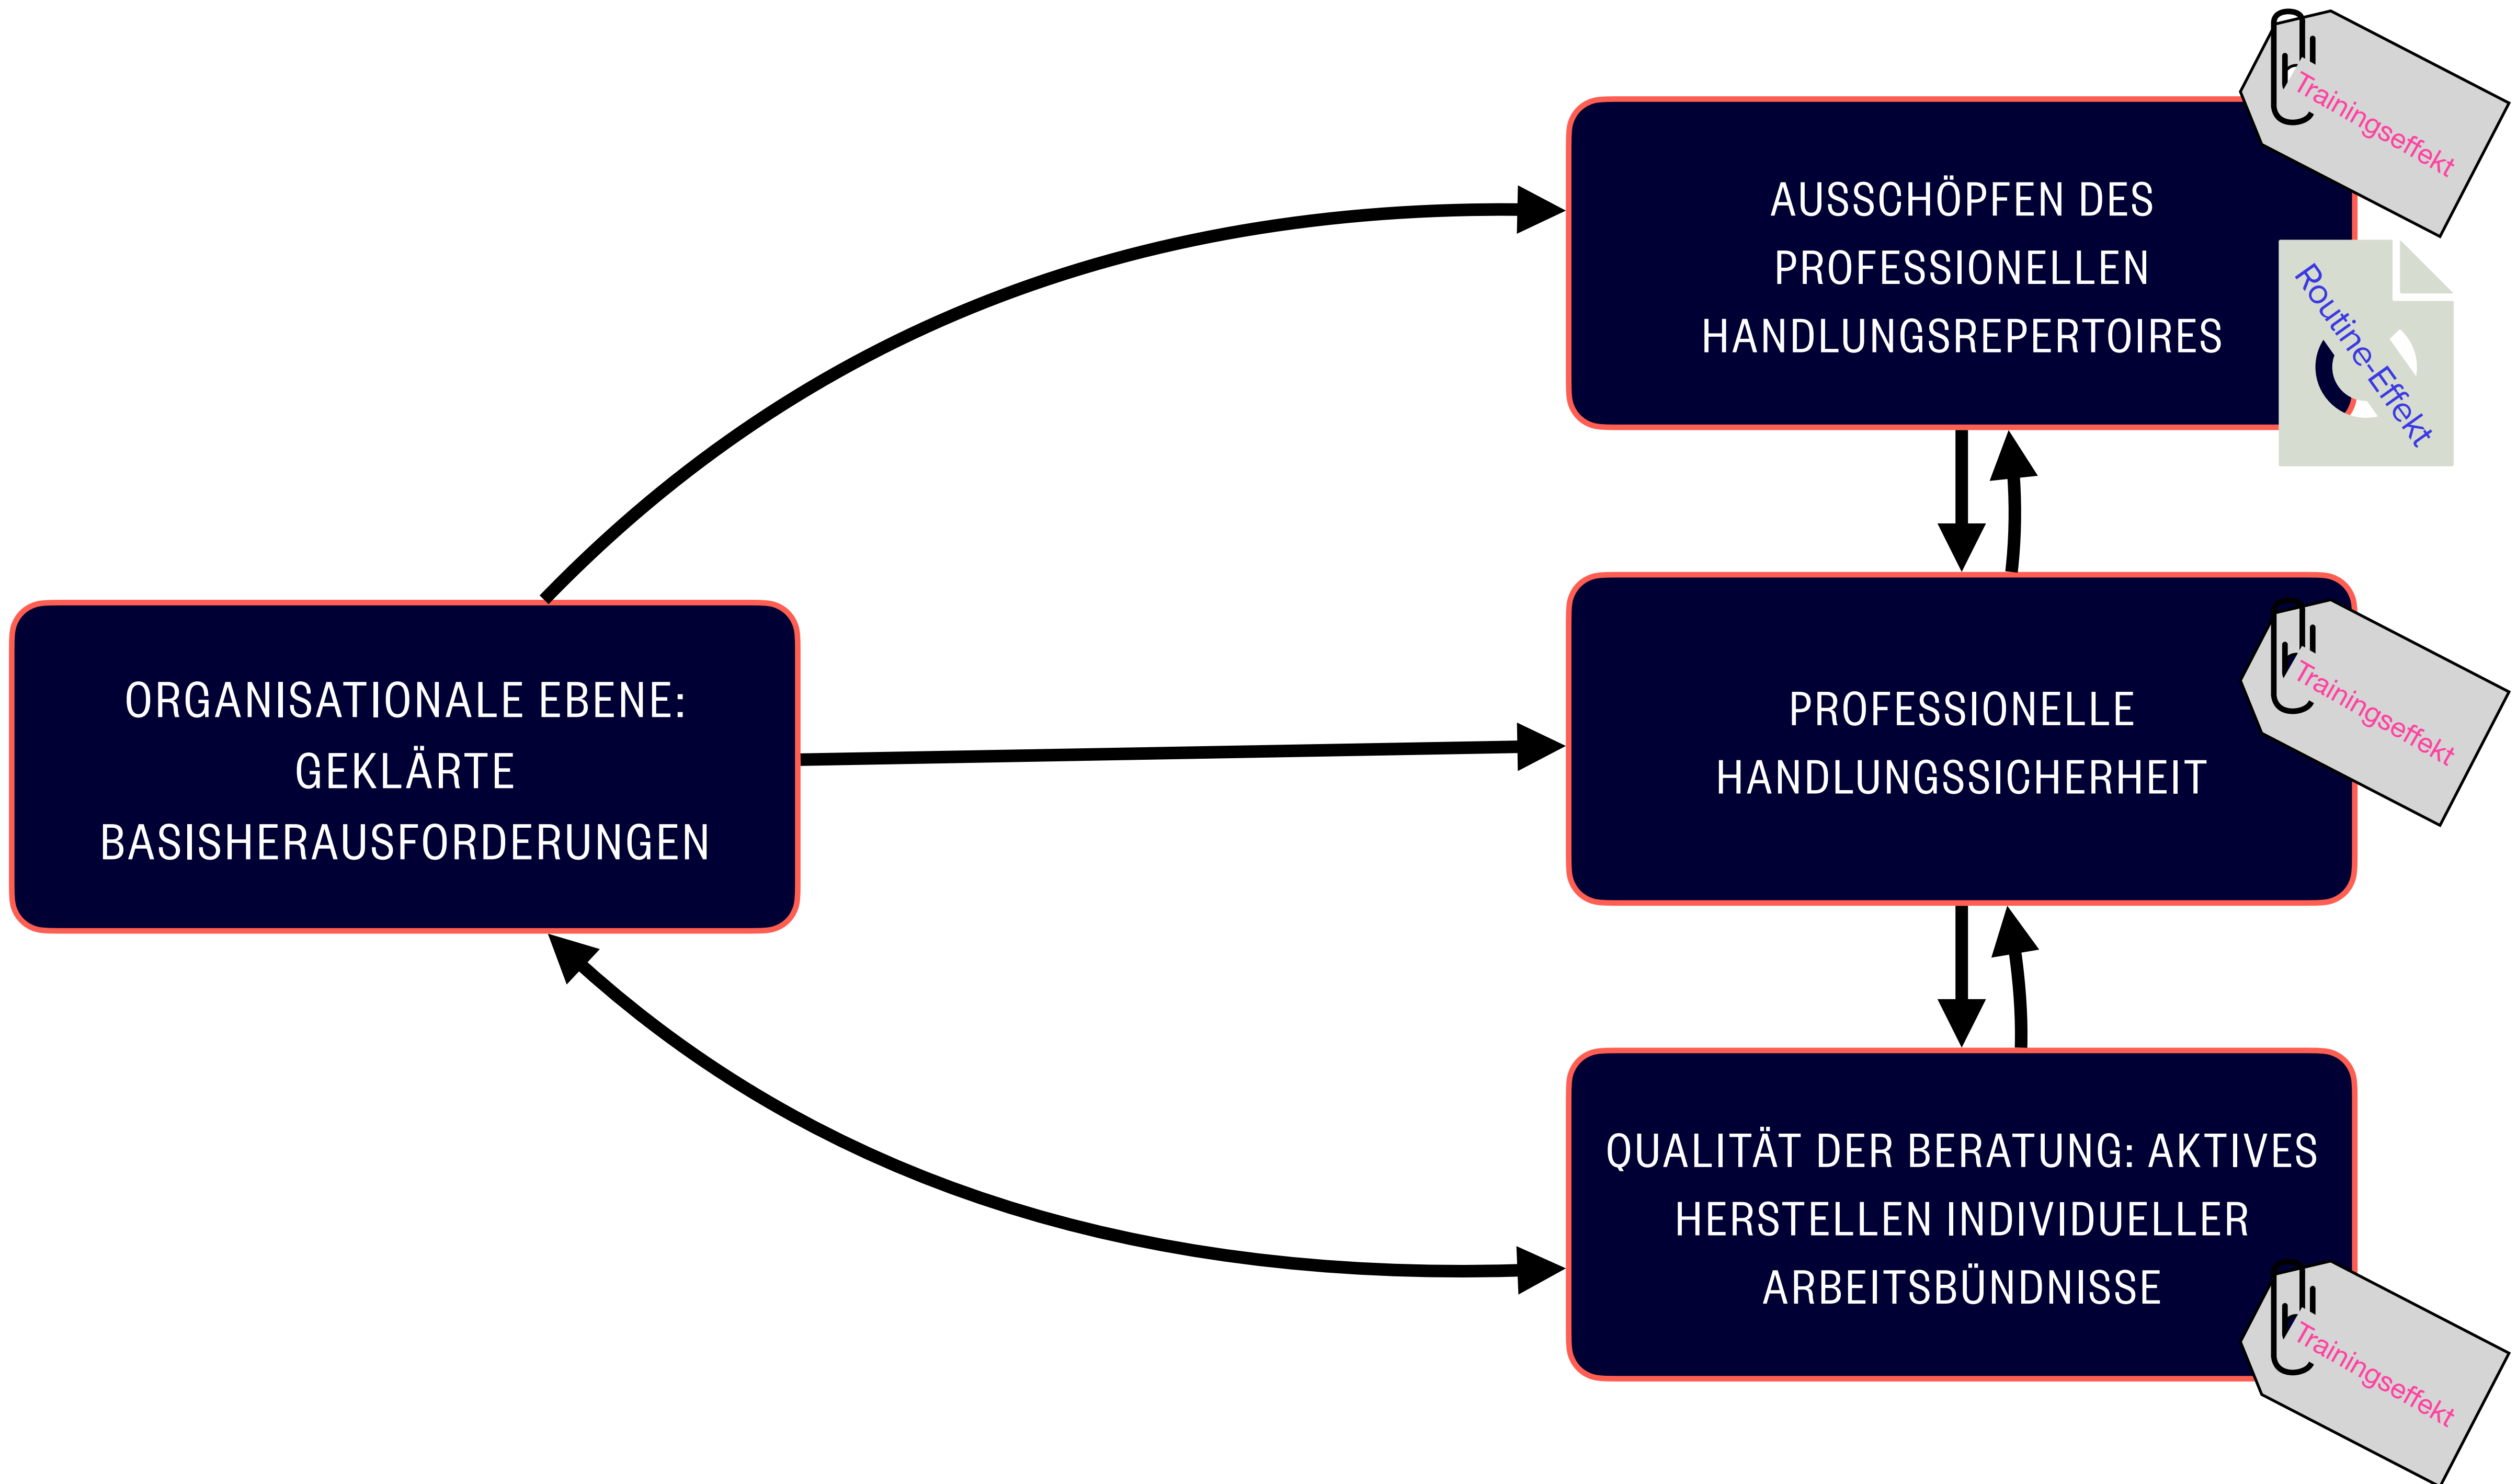 Trainingseffekt
AUSSCHÖPFEN DES
PROFESSIONELLEN
HANDLUNGSREPERTOIRES
Routine-Effekt
ORGANISATIONALE EBENE:
GEKLÄRTE
BASISHERAUSFORDERUNGEN
PROFESSIONELLE
HANDLUNGSSICHERHEIT
Trainingseffekt
QUALITÄT DER BERATUNG: AKTIVES
HERSTELLEN INDIVIDUELLER
ARBEITSBÜNDNISSE
Trainingseffekt